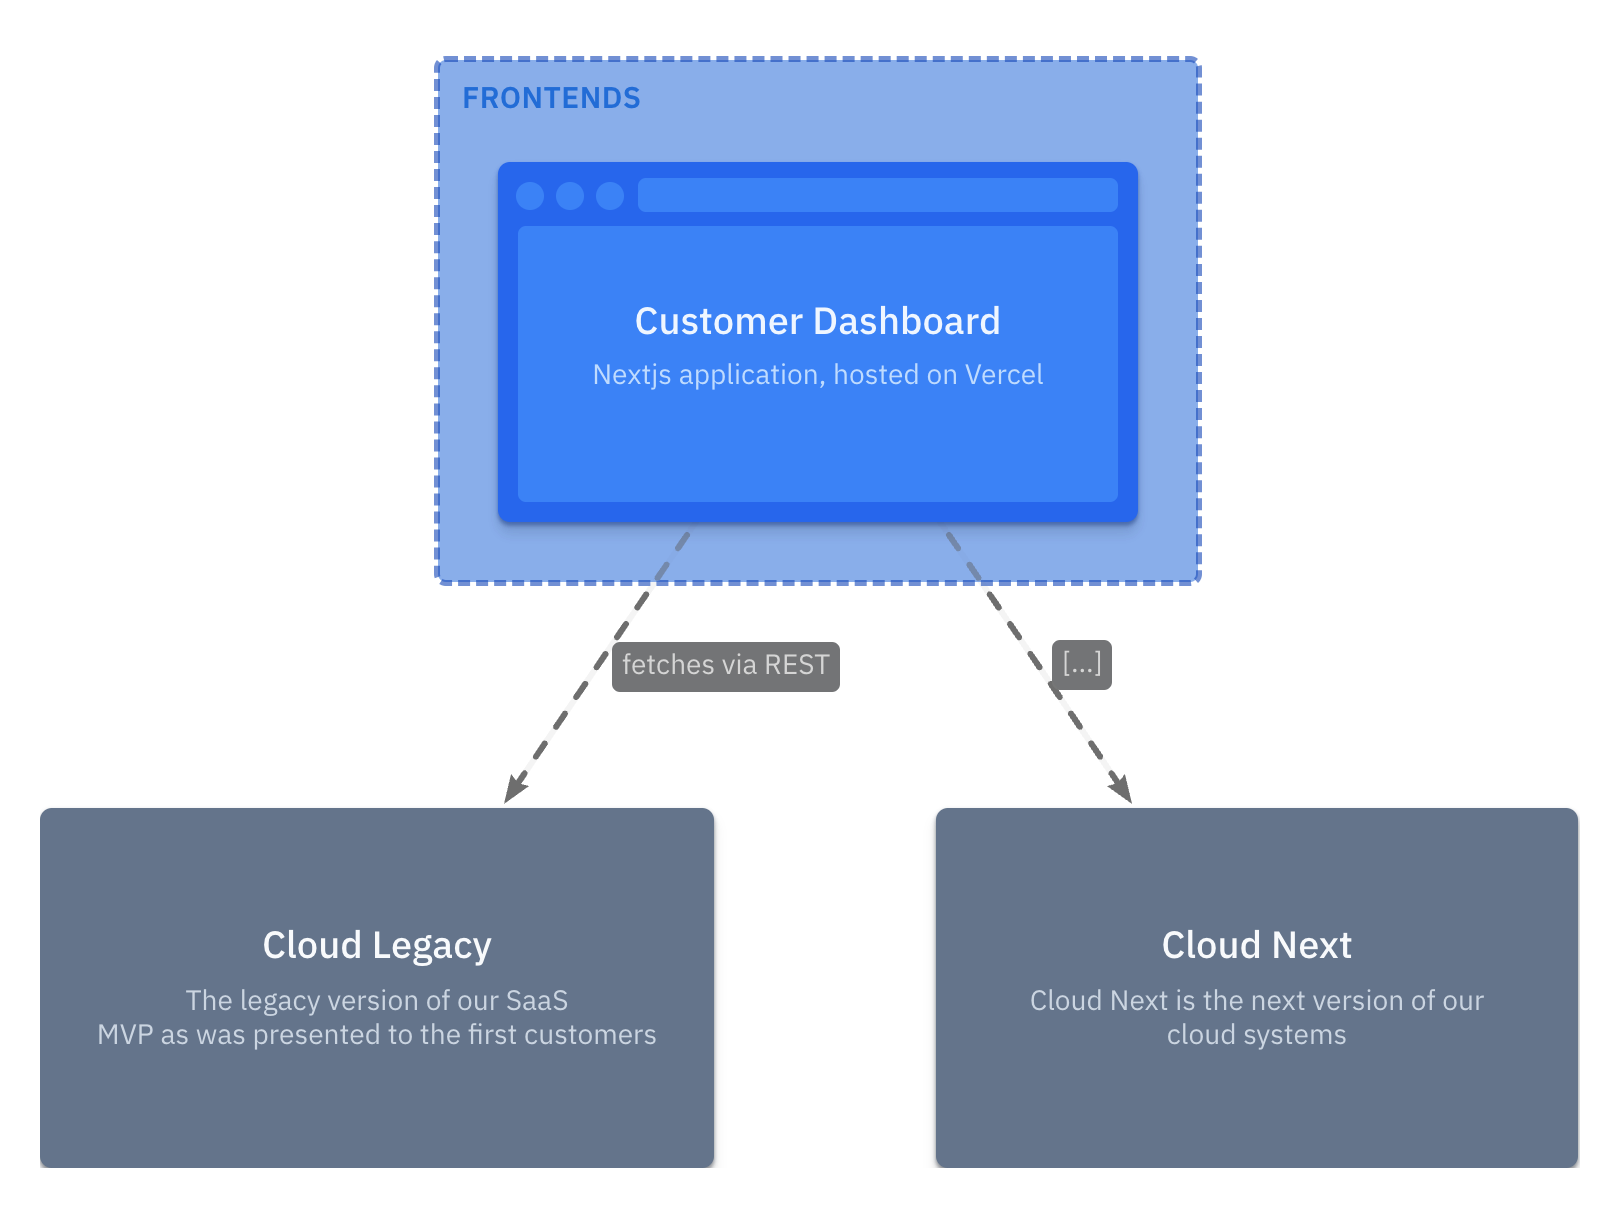 FRONTENDS
Customer Dashboard
Nextjs application, hosted on Vercel
fetches via REST
[...]
Cloud Legacy
The legacy version of our SaaS
MVP as was presented to the first customers
Cloud Next
Cloud Next is the next version of our
cloud systems